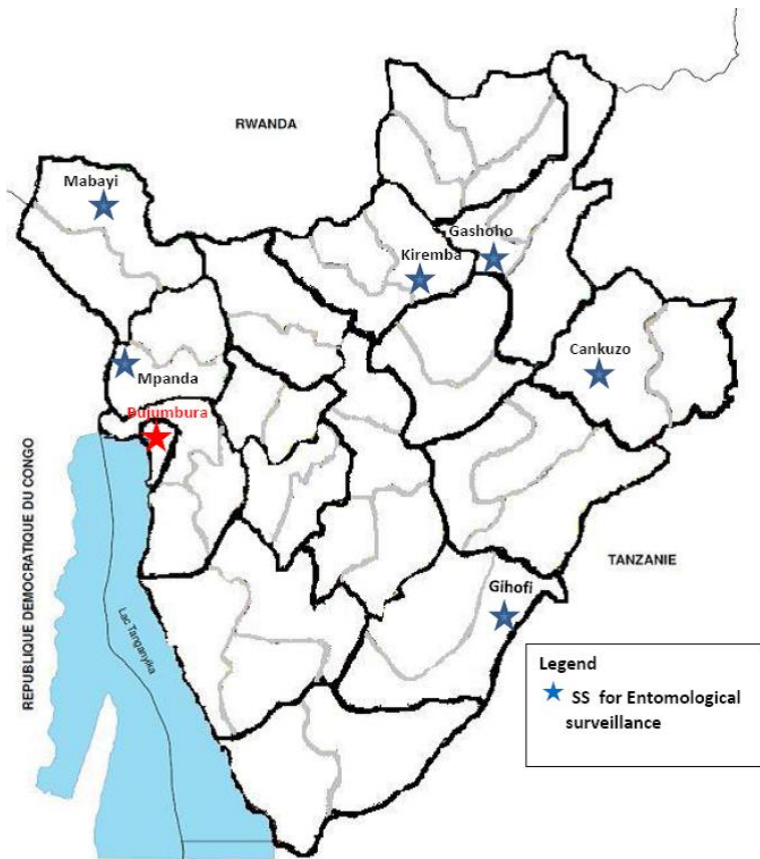 RWANDA
Mabayi
Gashoho
Kiremba
Cankuzo
Mpanda
Bujumbura
REPUBLIQUE DEMOCRATIQUE DU CONGO
Lac Tanganyika
TANZANIE
Gihofi
Legend
SS for Entomological
surveillance